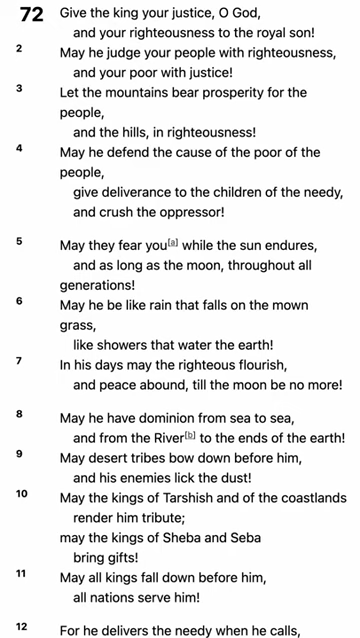 72 Give the king your justice, O God,
and your righteousness to the royal son!
2 May he judge your people with righteousness,
and your poor with justice!
3 Let the mountains bear prosperity for the
people,
and the hills, in righteousness!
4 May he defend the cause of the poor of the
people,
give deliverance to the children of the needy,
and crush the oppressor!
5 May they fear you[a] while the sun endures,
and as long as the moon, throughout all
generations!
6 May he be like rain that falls on the mown
grass,
like showers that water the earth!
7 In his days may the righteous flourish,
and peace abound, till the moon be no more!
8 May he have dominion from sea to sea,
and from the River[b] to the ends of the earth!
9 May desert tribes bow down before him,
and his enemies lick the dust!
10 May the kings of Tarshish and of the coastlands
render him tribute;
may the kings of Sheba and Seba
bring gifts!
11 May all kings fall down before him,
all nations serve him!
12 For he delivers the needy when he calls,